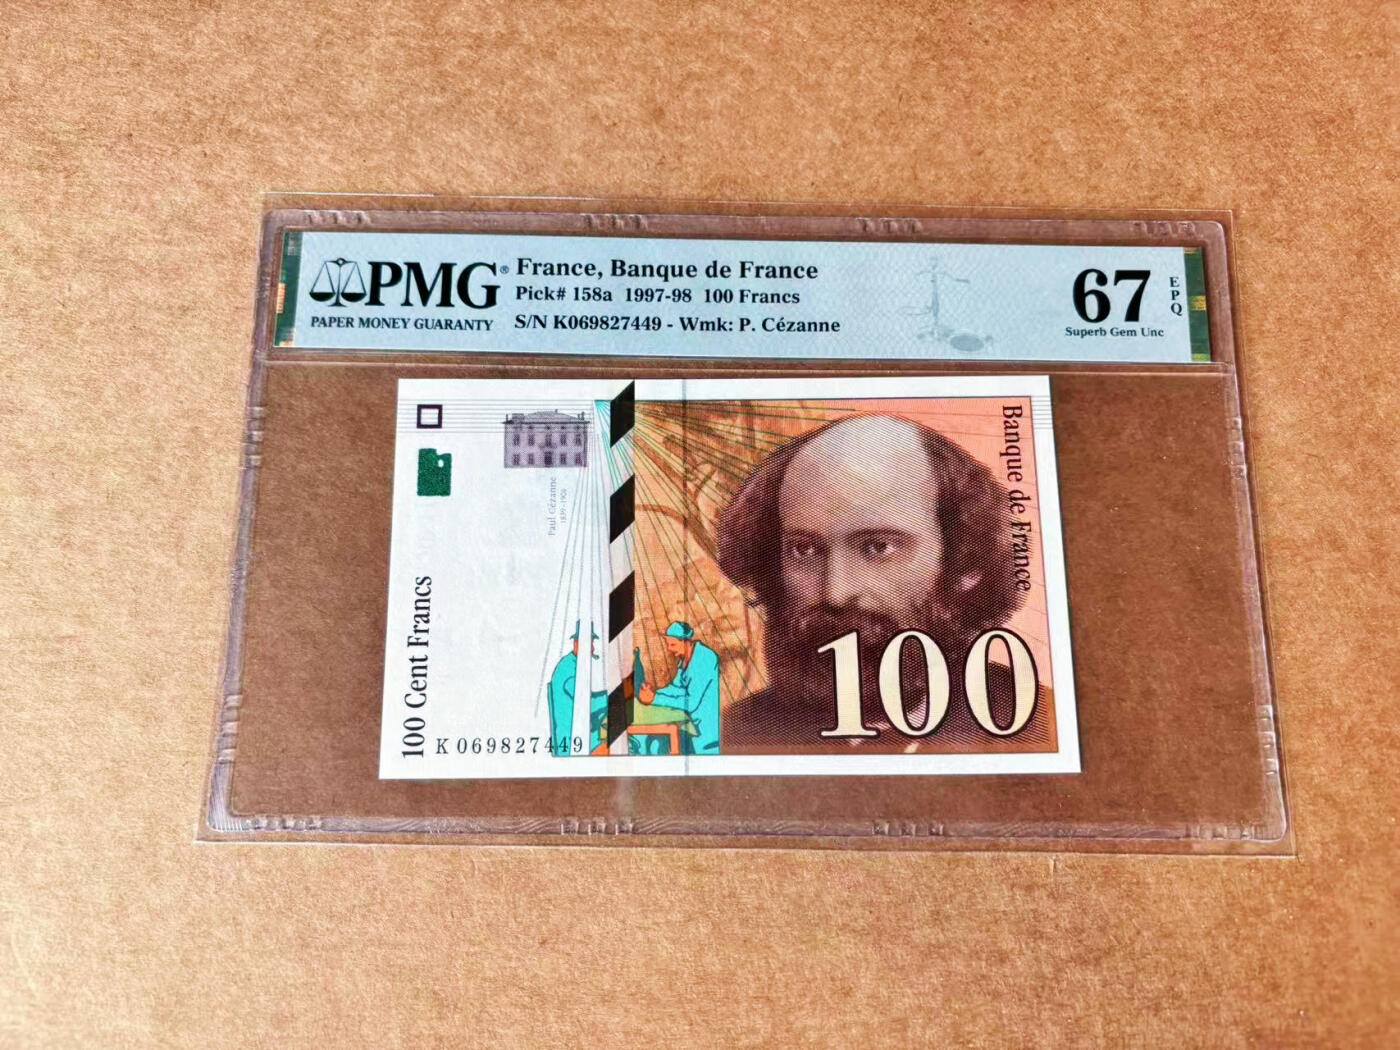 PMG®
PAPER MONEY GUARANTY
France, Banque de France
Pick# 158a 1997-98 100 Francs
S/N K069827449 - Wmk: P. Cézanne
67
EPQ
Superb Gem Unc
100 Cent Francs
K 069827449
Paul Cézanne
1839-1906
Banque de France
100